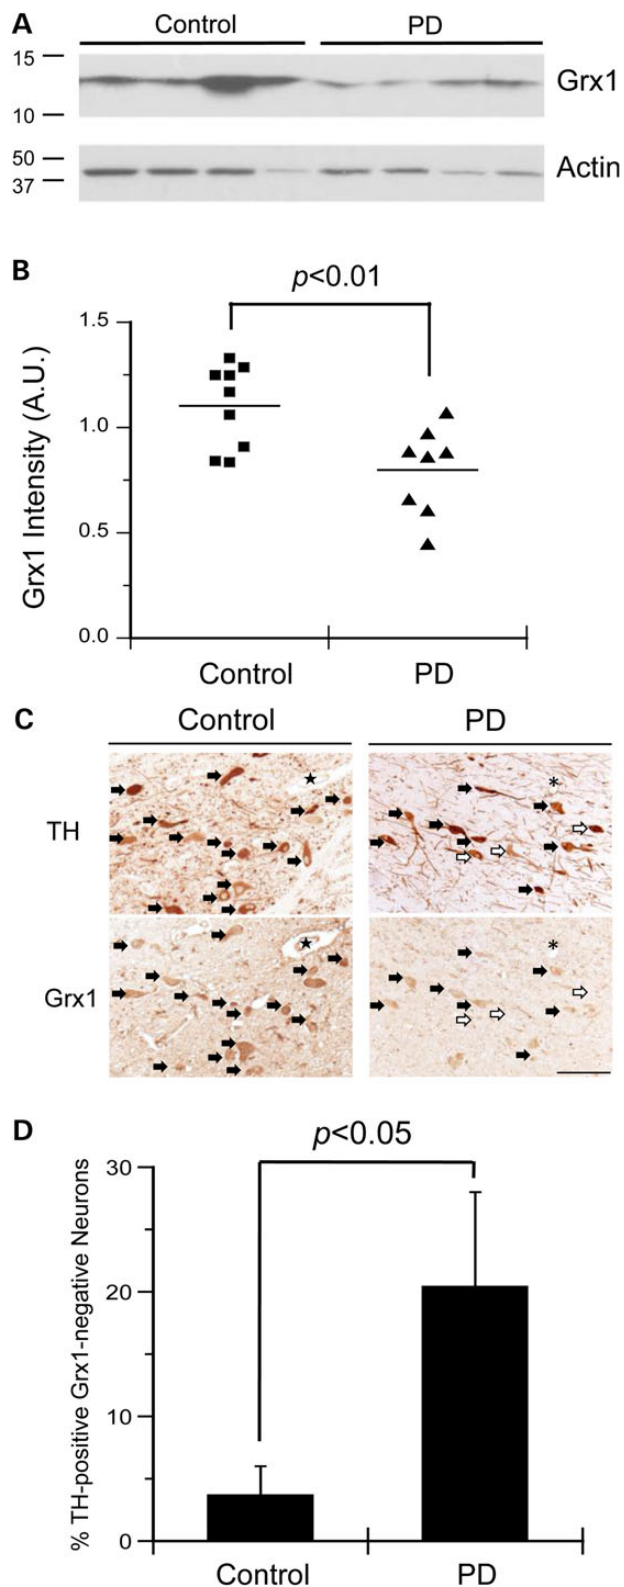 A
Control PD
15
10
Grx1
50
37
Actin
B
p<0.01
1.5
1.0
0.5
0.0
Grx1 Intensity (A.U.)
Control PD
C
Control PD
TH
Grx1
D
p<0.05
30
20
10
0
% TH-positive Grx1-negative Neurons
Control PD